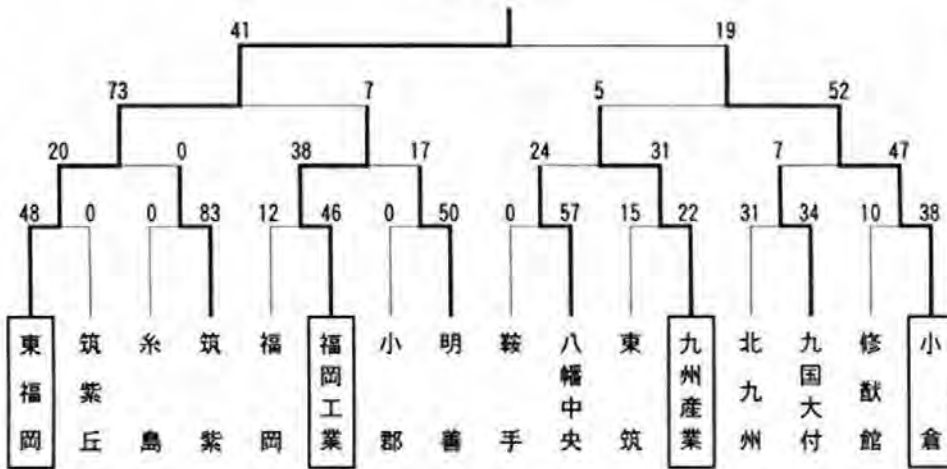 41 19
73 7 5 52
20 0 38 17 24 31 7 47
48 0 0 83 12 46 0 50 0 57 15 22 31 34 10 38
東福岡
筑紫丘
糸島
筑紫
福岡
福岡工業
小郡
明善
鞍手
八幡中央
東筑
九州産業
北九州
九国大付
修猷館
小倉